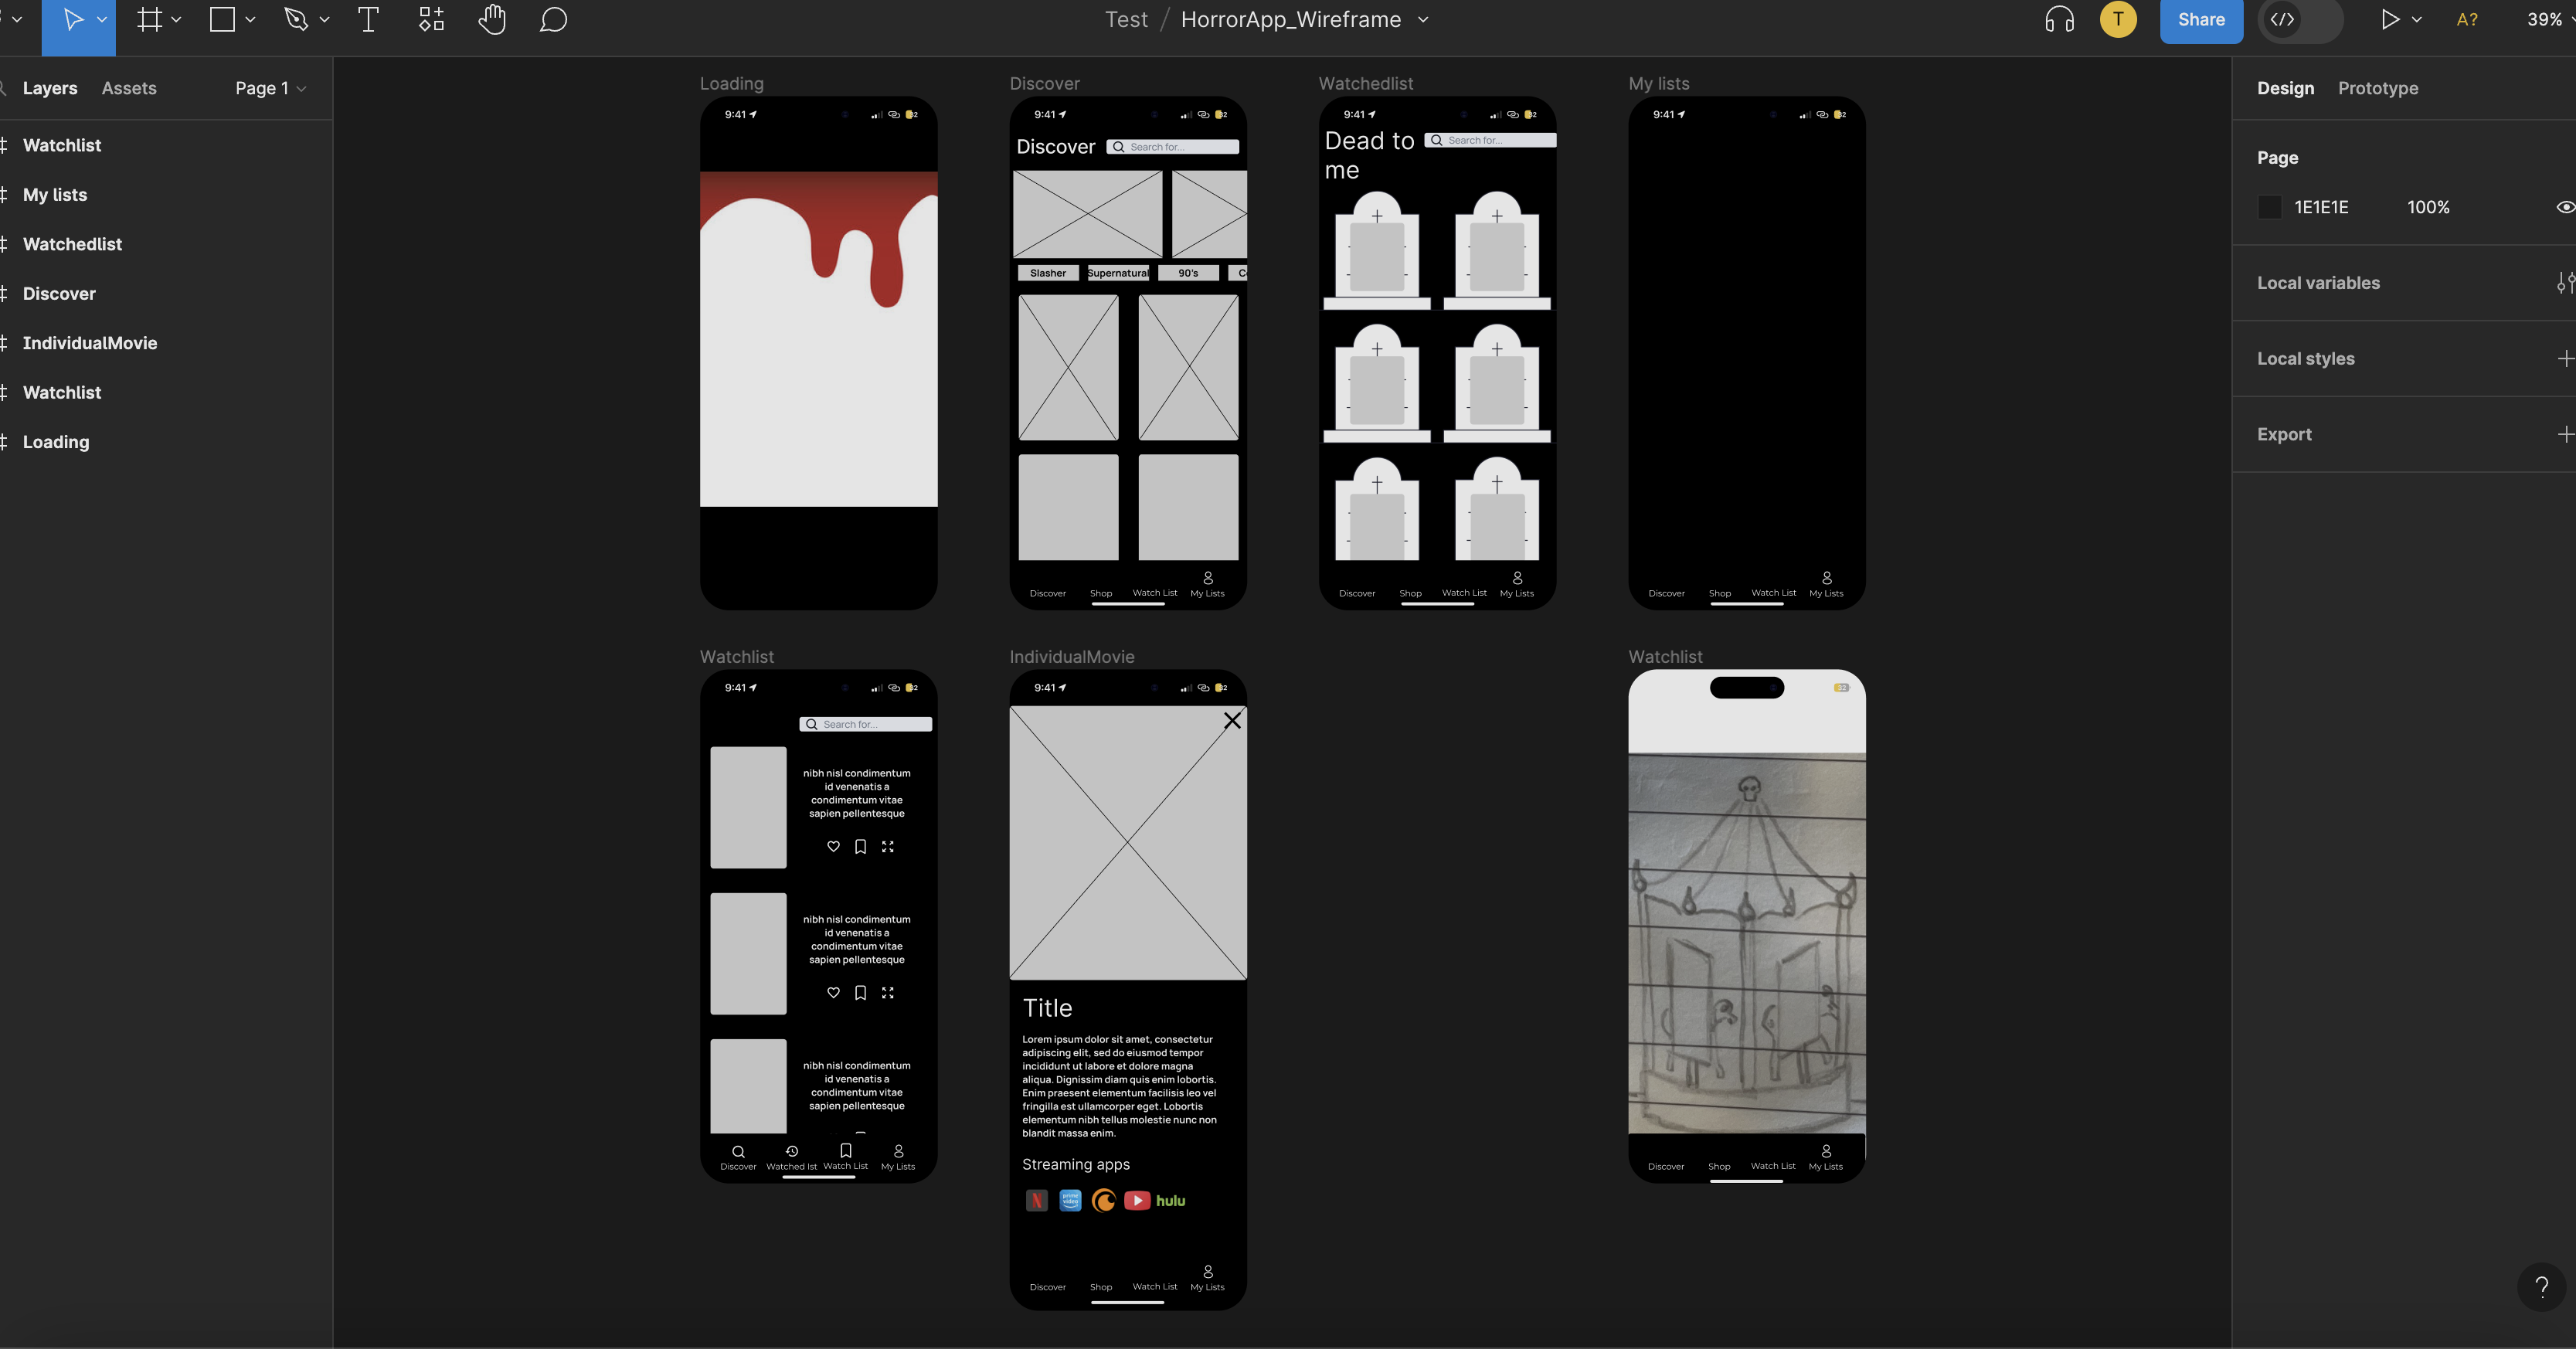 Test / HorrorApp_Wireframe
T
Share
A?
39%
Layers Assets Page 1
Watchlist
My lists
Watchedlist
Discover
IndividualMovie
Watchlist
Loading
Loading
9:41
Discover
9:41
Discover
Search for...
Slasher Supernatural 90's
Discover Shop Watch List My Lists
Watchedlist
9:41
Dead to
me
Search for...
Discover Shop Watch List My Lists
My lists
9:41
Discover Shop Watch List My Lists
Watchlist
9:41
Search for...
nibh nisl condimentum
id venenatis a
condimentum vitae
sapien pellentesque
nibh nisl condimentum
id venenatis a
condimentum vitae
sapien pellentesque
nibh nisl condimentum
id venenatis a
condimentum vitae
sapien pellentesque
Discover Watched lst Watch List My Lists
IndividualMovie
9:41
Title
Lorem ipsum dolor sit amet, consectetur
adipiscing elit, sed do eiusmod tempor
incididunt ut labore et dolore magna
aliqua. Dignissim diam quis enim lobortis.
Enim praesent elementum facilisis leo vel
fringilla est ullamcorper eget. Lobortis
elementum nibh tellus molestie nunc non
blandit massa enim.
Streaming apps
N prime video hulu
Discover Shop Watch List My Lists
Watchlist
Discover Shop Watch List My Lists
Design Prototype
Page
1E1E1E 100%
Local variables
Local styles
Export
?